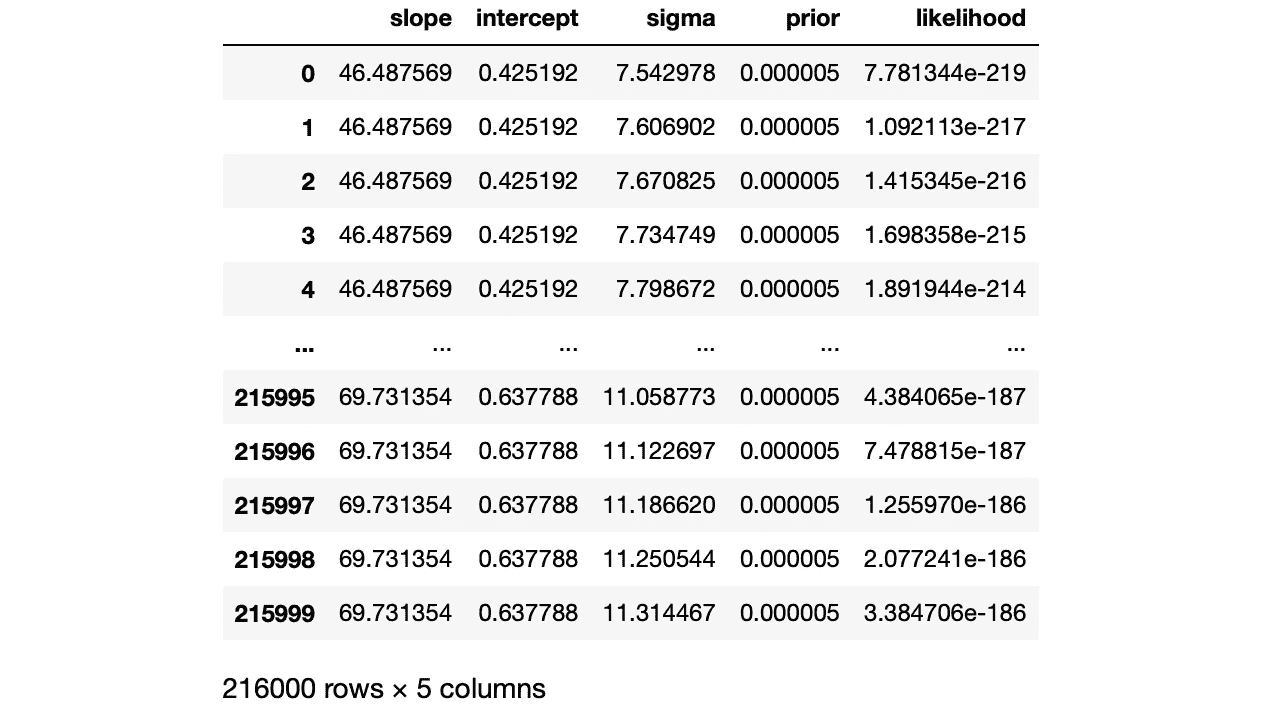 slope intercept sigma prior likelihood
0 46.487569 0.425192 7.542978 0.000005 7.781344e-219
1 46.487569 0.425192 7.606902 0.000005 1.092113e-217
2 46.487569 0.425192 7.670825 0.000005 1.415345e-216
3 46.487569 0.425192 7.734749 0.000005 1.698358e-215
4 46.487569 0.425192 7.798672 0.000005 1.891944e-214
... ... ... ... ... ...
215995 69.731354 0.637788 11.058773 0.000005 4.384065e-187
215996 69.731354 0.637788 11.122697 0.000005 7.478815e-187
215997 69.731354 0.637788 11.186620 0.000005 1.255970e-186
215998 69.731354 0.637788 11.250544 0.000005 2.077241e-186
215999 69.731354 0.637788 11.314467 0.000005 3.384706e-186
216000 rows × 5 columns